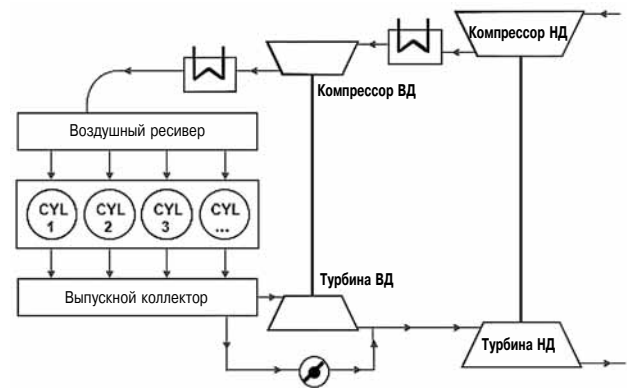 Компрессор НД
Компрессор ВД
Воздушный ресивер
CYL
1
CYL
2
CYL
3
CYL
...
Турбина ВД
Выпускной коллектор
Турбина НД